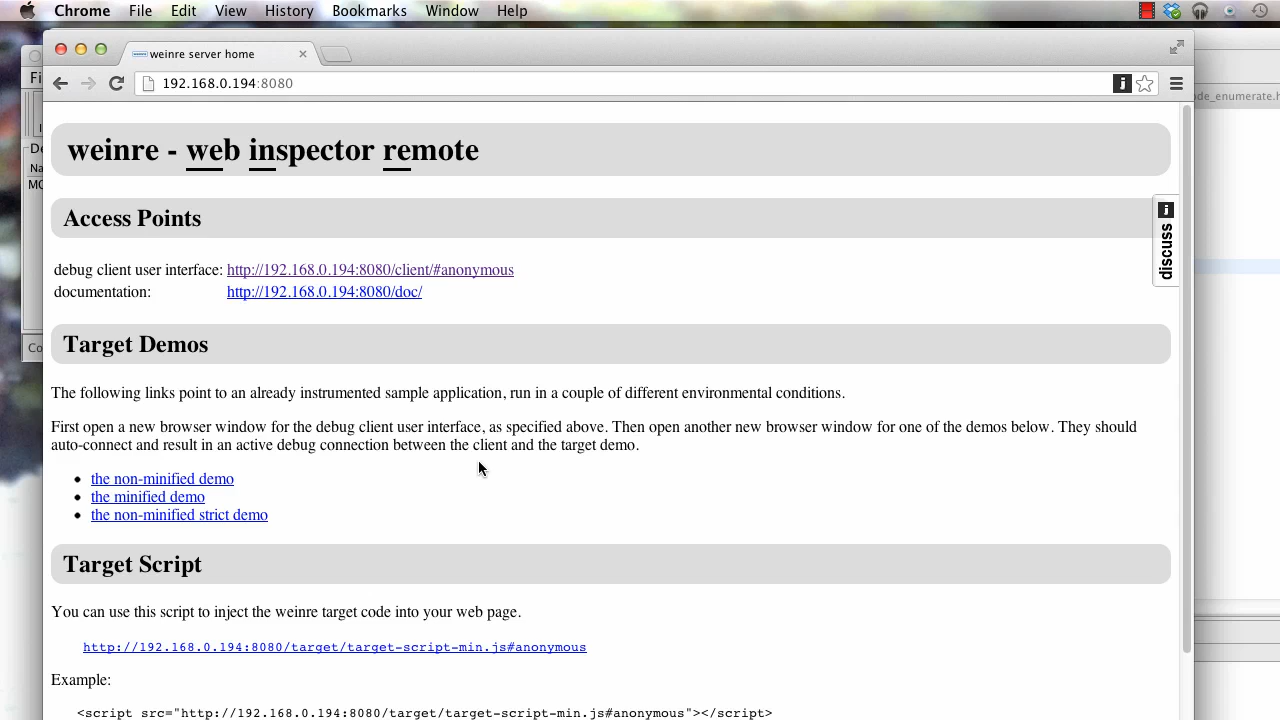 Chrome File Edit View History Bookmarks Window Help
weinre server home
192.168.0.194:8080
Fi
ode_enumerate.h
De
Na
MO
Co
weinre - web inspector remote
Access Points
discuss
debug client user interface: http://192.168.0.194:8080/client/#anonymous
documentation: http://192.168.0.194:8080/doc/
Target Demos
The following links point to an already instrumented sample application, run in a couple of different environmental conditions.
First open a new browser window for the debug client user interface, as specified above. Then open another new browser window for one of the demos below. They should
auto-connect and result in an active debug connection between the client and the target demo.
the non-minified demo
the minified demo
the non-minified strict demo
Target Script
You can use this script to inject the weinre target code into your web page.
http://192.168.0.194:8080/target/target-script-min.js#anonymous
Example:
<script src="http://192.168.0.194:8080/target/target-script-min.js#anonymous"></script>